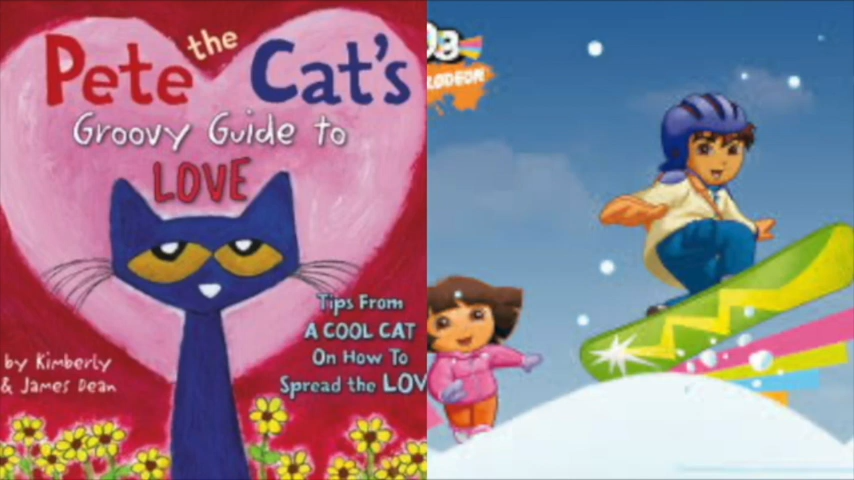 Pete the Cat's
Groovy Guide to
LOVE
Tips From
A COOL CAT
On How To
Spread the LOV
by Kimberly
& James Dean